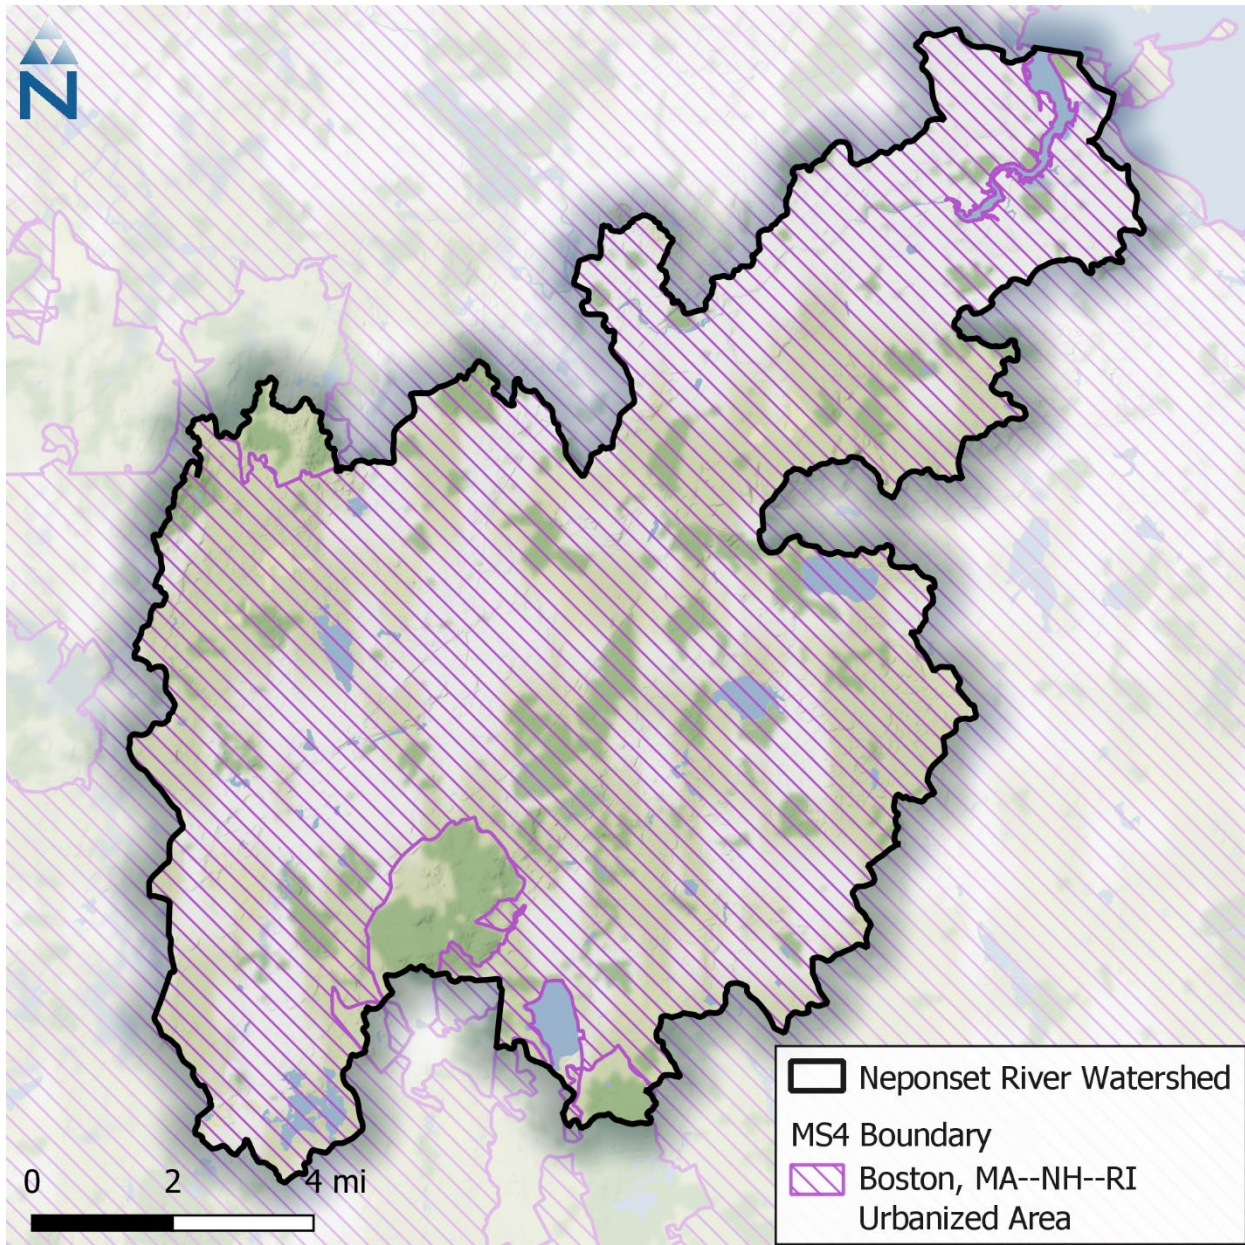 N
Neponset River Watershed
MS4 Boundary
Boston, MA--NH--RI
Urbanized Area
0 2 4 mi